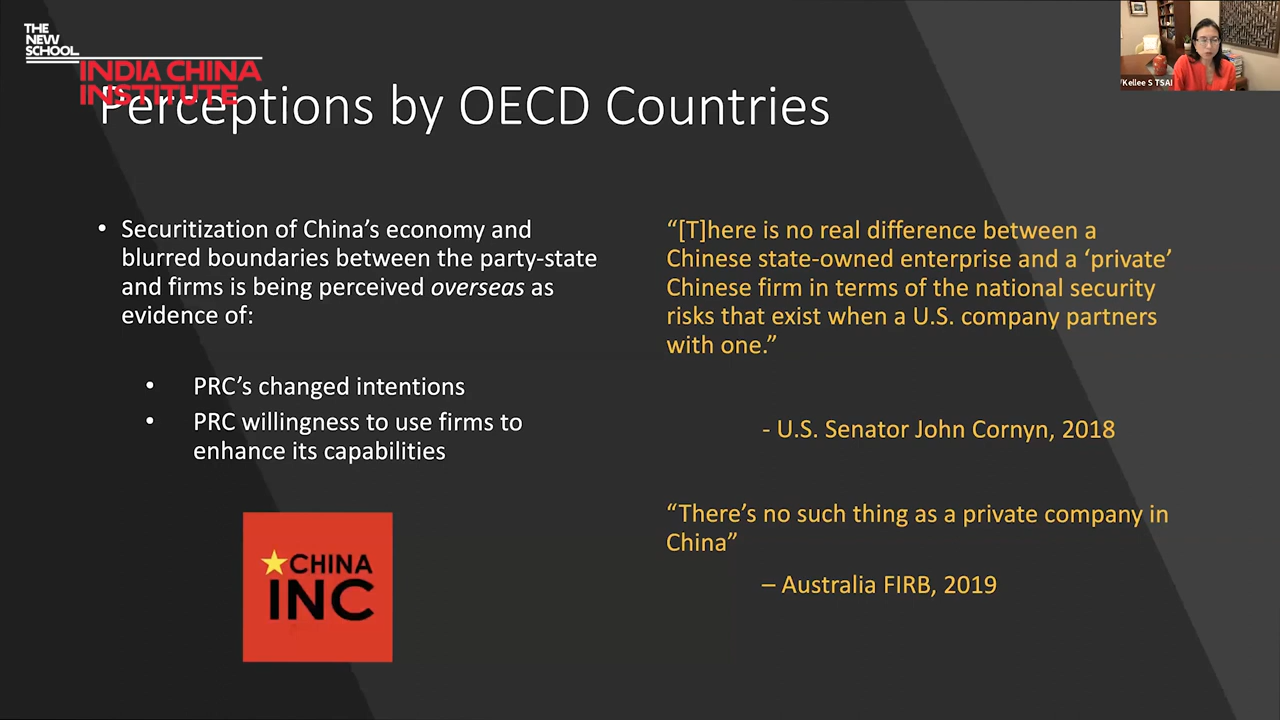 THE
NEW
SCHOOL
INDIA CHINA
INSTITUTE
Perceptions by OECD Countries
Kellee S TSAI
• Securitization of China’s economy and
blurred boundaries between the party-state
and firms is being perceived overseas as
evidence of:
• PRC’s changed intentions
• PRC willingness to use firms to
enhance its capabilities
CHINA
INC
“[T]here is no real difference between a
Chinese state-owned enterprise and a ‘private’
Chinese firm in terms of the national security
risks that exist when a U.S. company partners
with one.”
- U.S. Senator John Cornyn, 2018
“There’s no such thing as a private company in
China”
– Australia FIRB, 2019